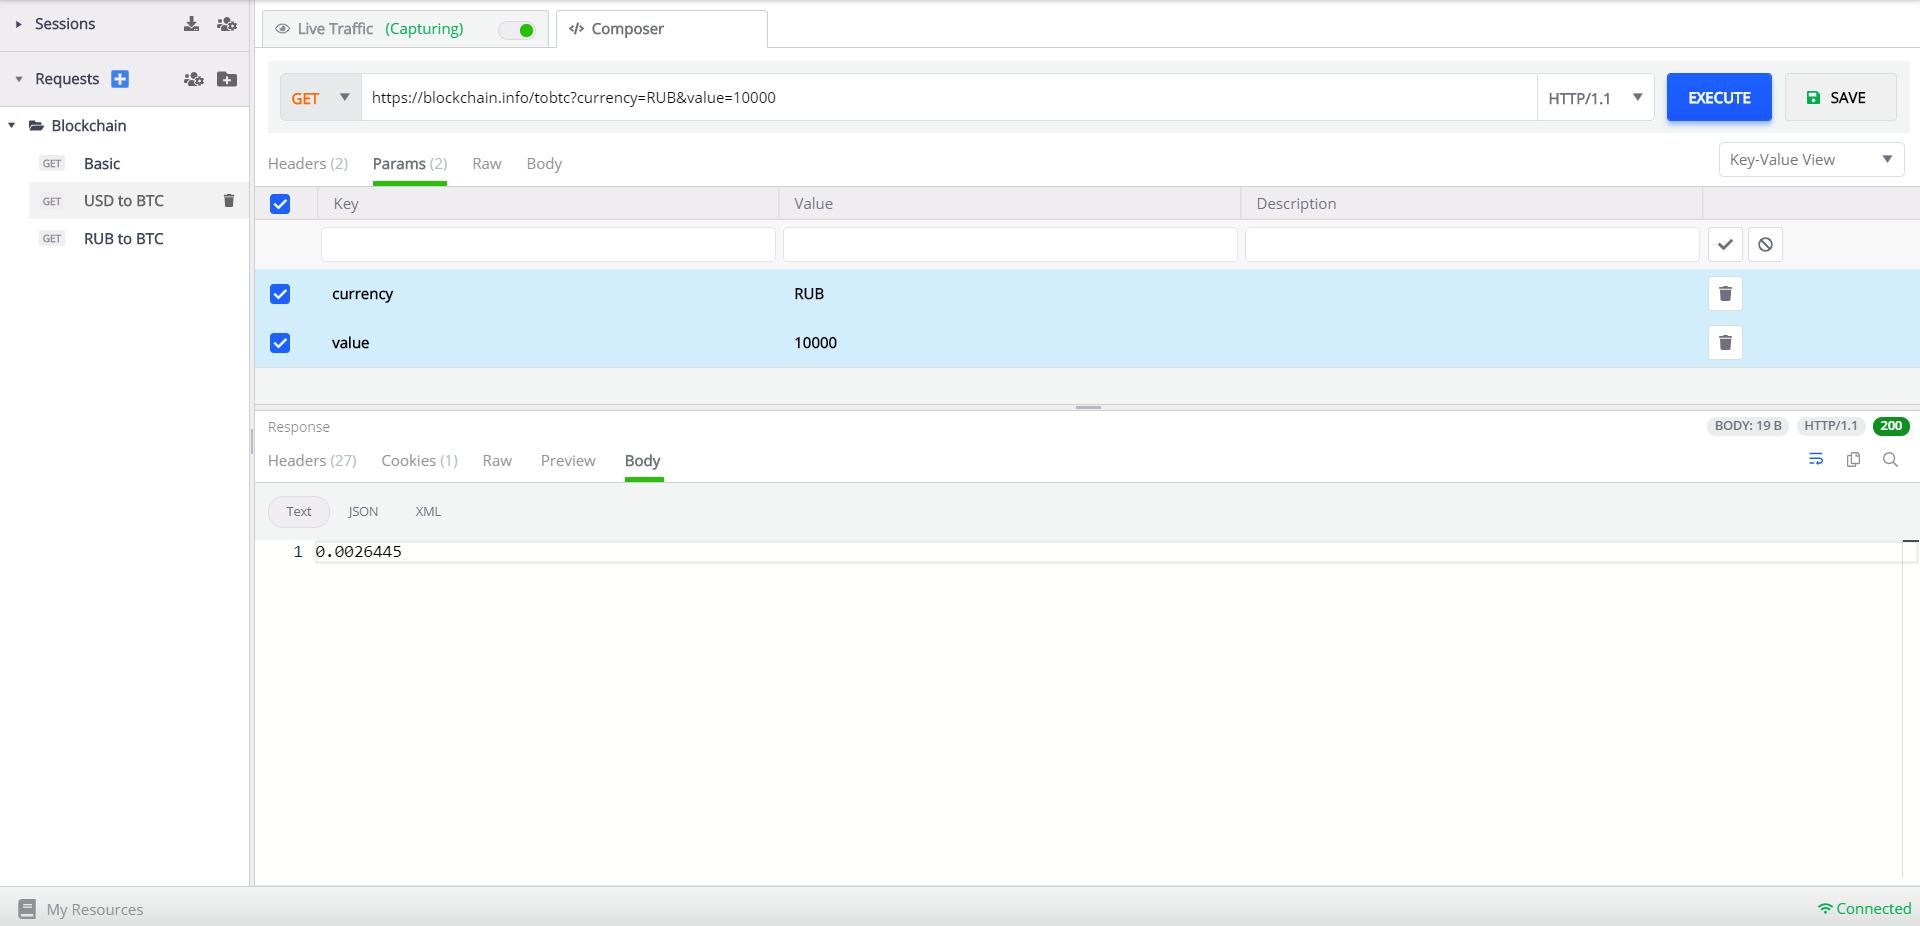 Sessions
Requests
Blockchain
GET Basic
GET USD to BTC
GET RUB to BTC
Live Traffic (Capturing)
Composer
GET https://blockchain.info/tobtc?currency=RUB&value=10000 HTTP/1.1 EXECUTE SAVE
Headers (2) Params (2) Raw Body Key-Value View
Key Value Description
currency RUB
value 10000
Response BODY: 19 B HTTP/1.1 200
Headers (27) Cookies (1) Raw Preview Body
Text JSON XML
1 0.0026445
My Resources Connected